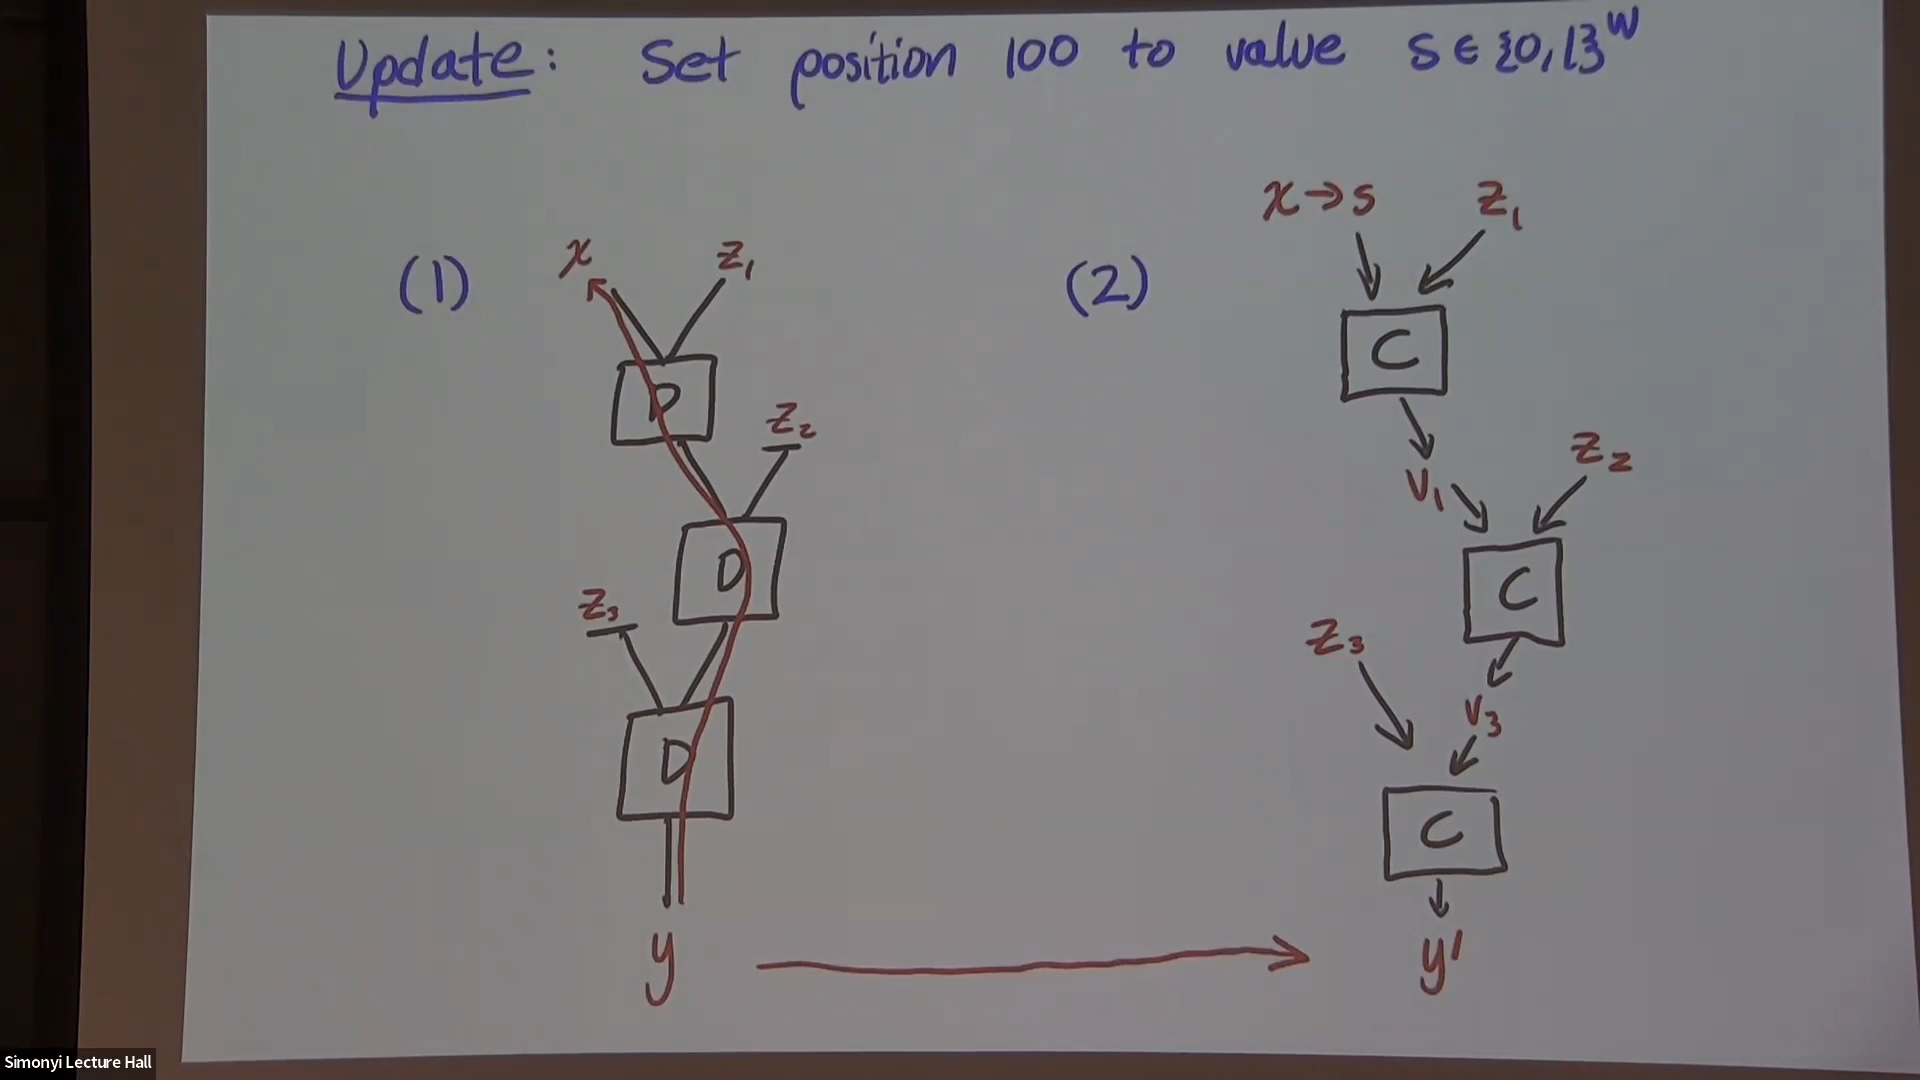 Update: Set position 100 to value s ∈ {0,1}^W
x→s z₁
(1) x z₁ (2)
C
D z₂
v₁ z₂
D C
z₃ z₃
v₃
D
C
y y'
Simonyi Lecture Hall